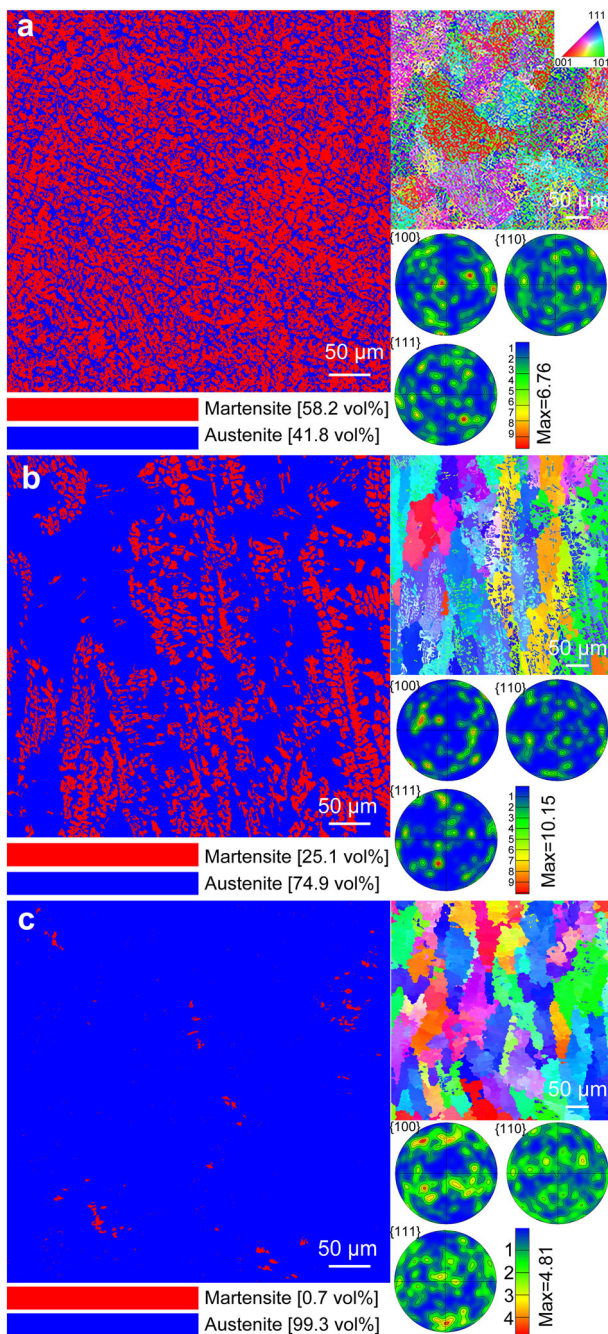 a
111
001
101
50 µm
50 µm
{100}
{110}
{111}
1
2
3
4
5
6
7
8
9
Max=6.76
Martensite [58.2 vol%]
Austenite [41.8 vol%]
b
50 µm
50 µm
{100}
{110}
{111}
1
2
3
4
5
6
7
8
9
Max=10.15
Martensite [25.1 vol%]
Austenite [74.9 vol%]
c
50 µm
50 µm
{100}
{110}
{111}
1
2
3
4
Max=4.81
Martensite [0.7 vol%]
Austenite [99.3 vol%]